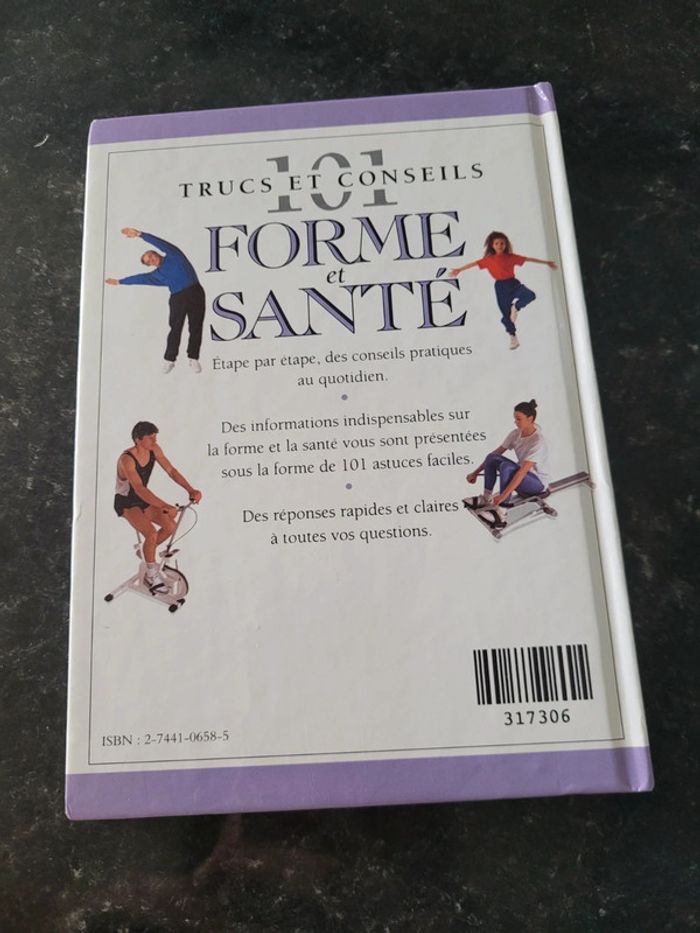 101
TRUCS ET CONSEILS
FORME
et
SANTÉ
Étape par étape, des conseils pratiques
au quotidien.
•
Des informations indispensables sur
la forme et la santé vous sont présentées
sous la forme de 101 astuces faciles.
•
Des réponses rapides et claires
à toutes vos questions.
317306
ISBN : 2-7441-0658-5